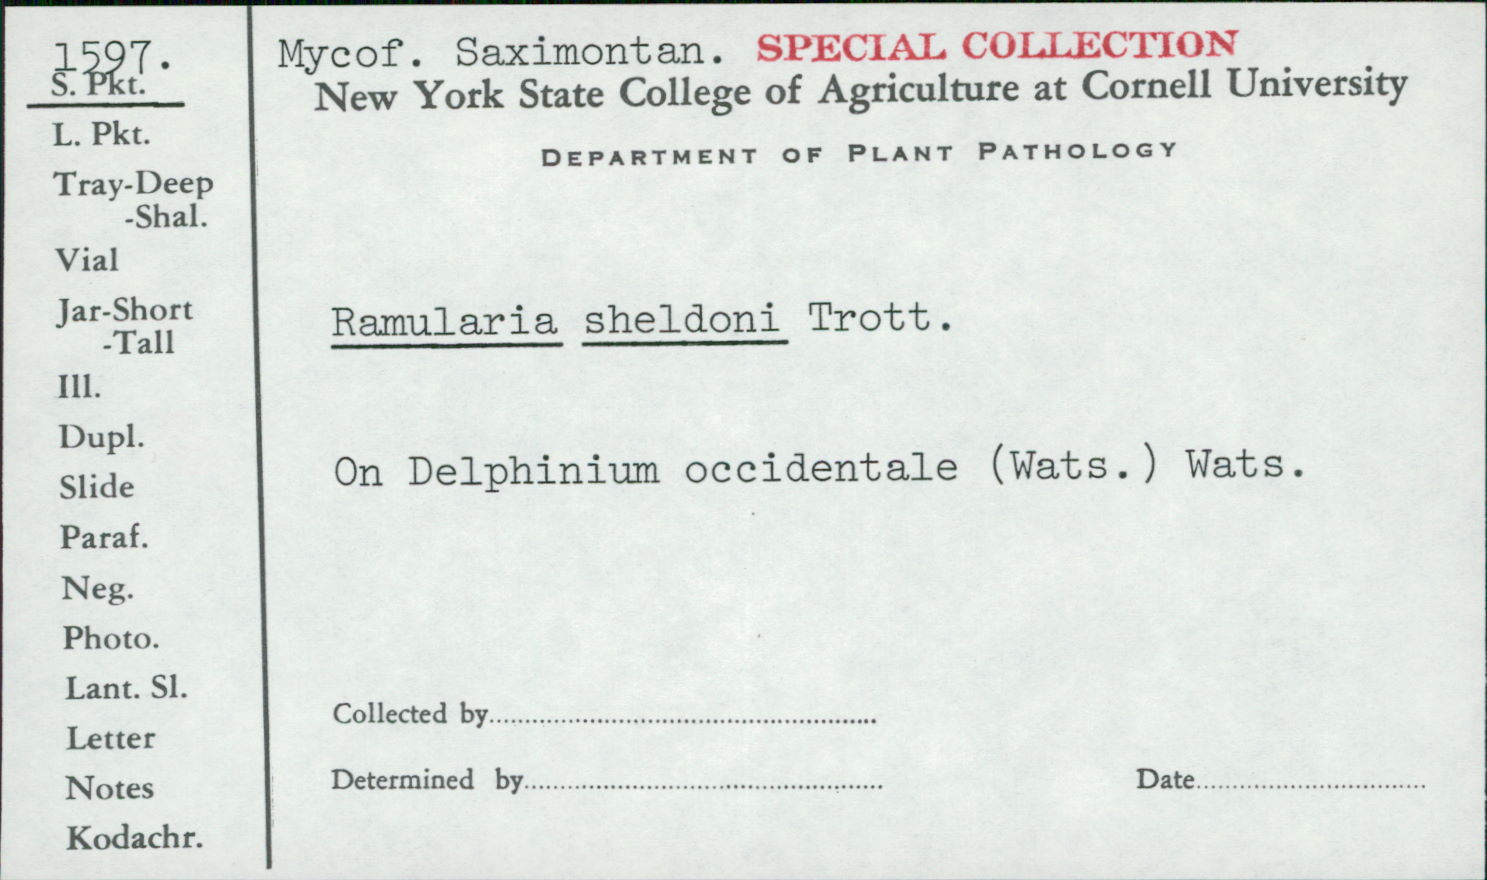 1597.
S. Pkt.
L. Pkt.
Tray-Deep
-Shal.
Vial
Jar-Short
-Tall
Ill.
Dupl.
Slide
Paraf.
Neg.
Photo.
Lant. Sl.
Letter
Notes
Kodachr.
Mycof. Saximontan. SPECIAL COLLECTION
New York State College of Agriculture at Cornell University
DEPARTMENT OF PLANT PATHOLOGY
Ramularia sheldoni Trott.
On Delphinium occidentale (Wats.) Wats.
Collected by
Determined by Date